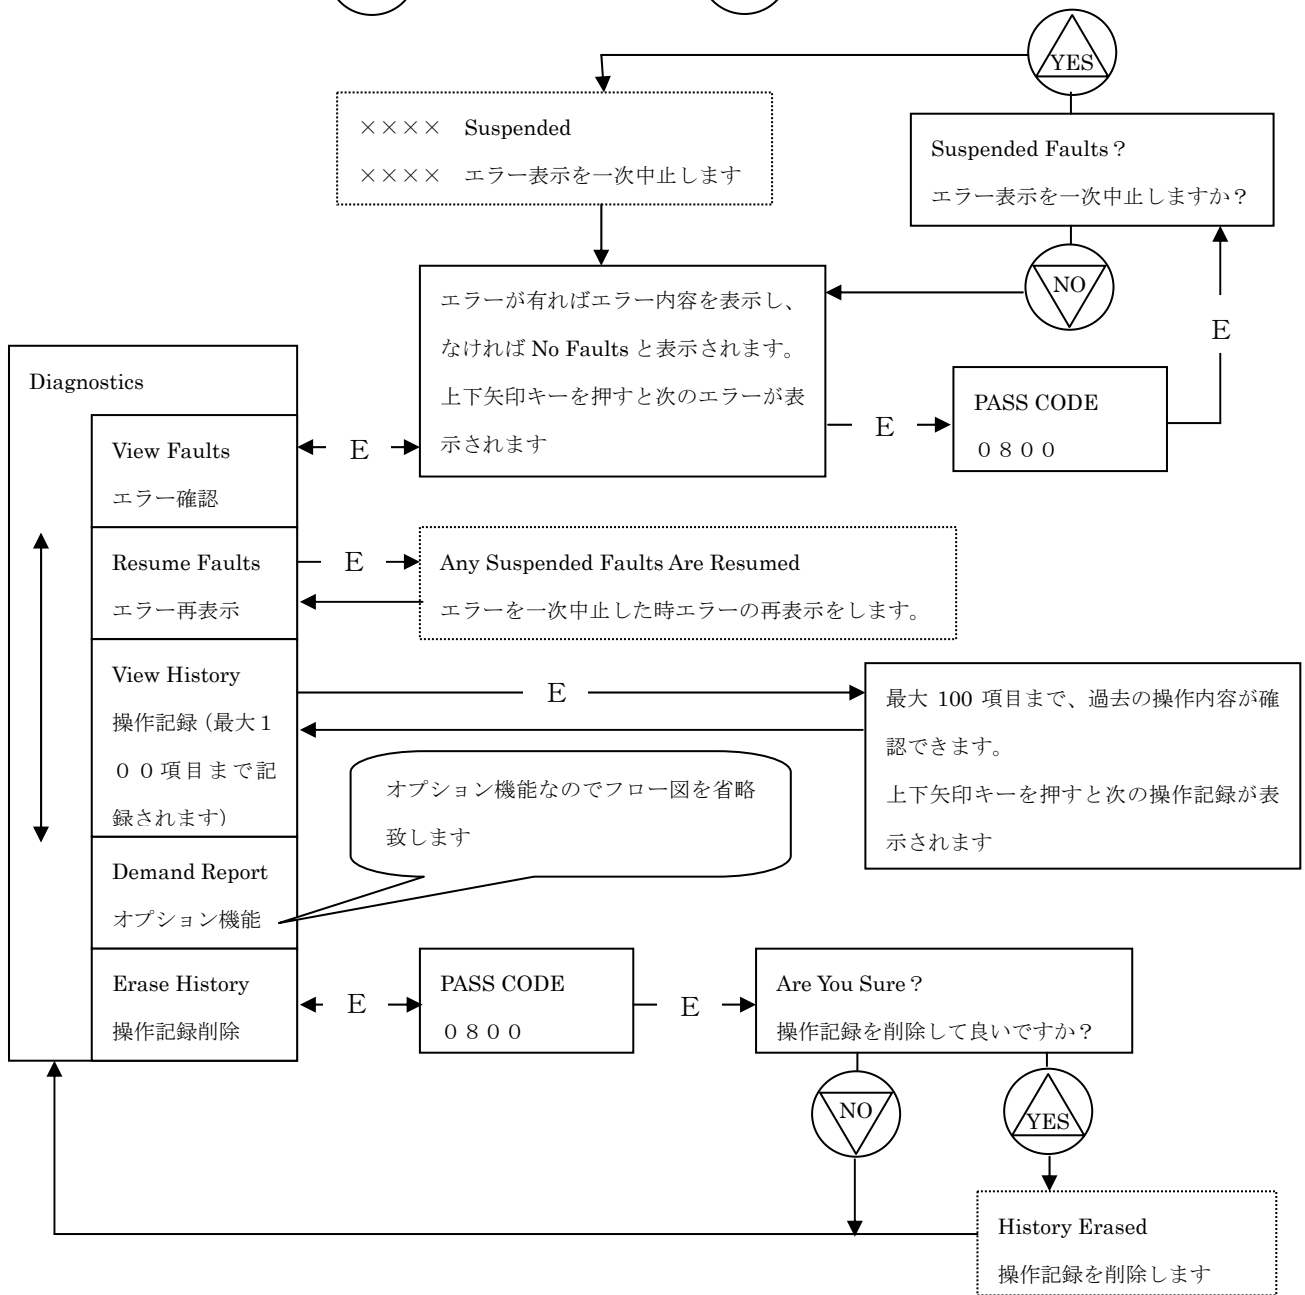 YES
×××× Suspended
×××× エラー表示を一次中止します
Suspended Faults?
エラー表示を一次中止しますか?
NO
エラーが有ればエラー内容を表示し、
なければ No Faults と表示されます。
上下矢印キーを押すと次のエラーが表
示されます
E
PASS CODE
0800
E
Diagnostics
View Faults
エラー確認
E
Resume Faults
エラー再表示
E
Any Suspended Faults Are Resumed
エラーを一次中止した時エラーの再表示をします。
View History
操作記録(最大1
00項目まで記
録されます)
E
最大 100 項目まで、過去の操作内容が確
認できます。
上下矢印キーを押すと次の操作記録が表
示されます
オプション機能なのでフロー図を省略
致します
Demand Report
オプション機能
Erase History
操作記録削除
E
PASS CODE
0800
E
Are You Sure?
操作記録を削除して良いですか?
NO
YES
History Erased
操作記録を削除します